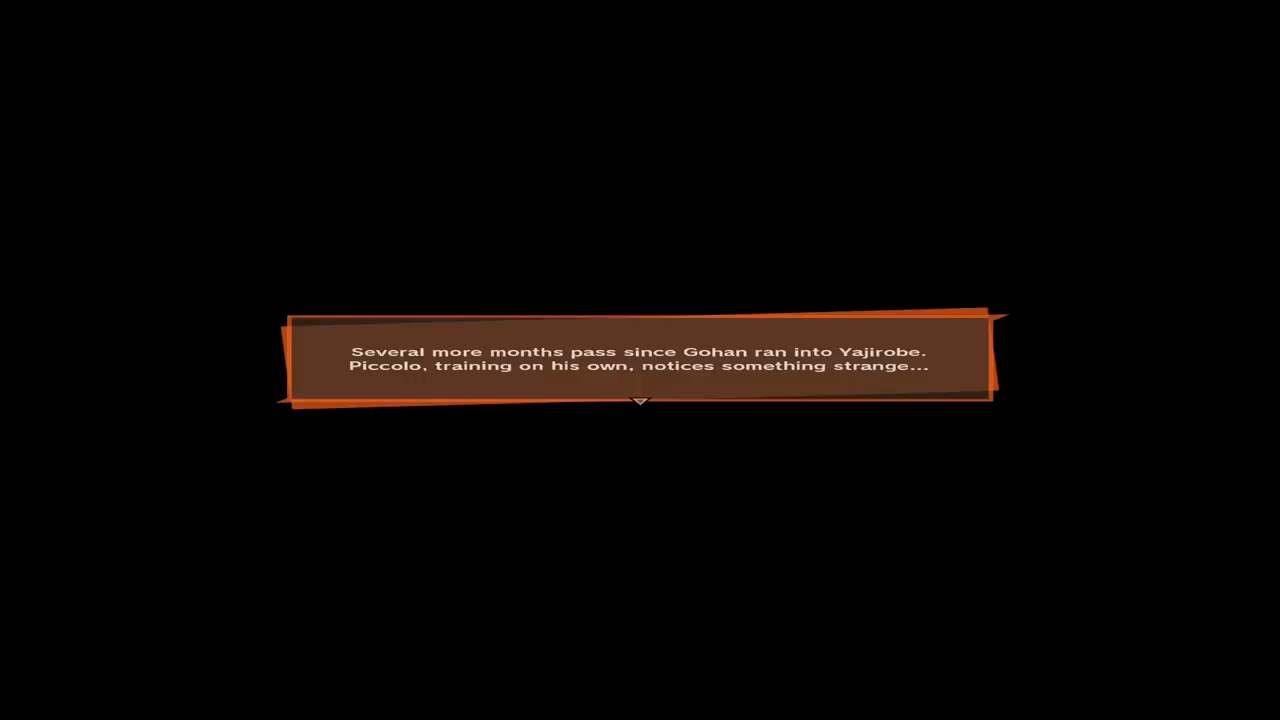 Several more months pass since Gohan ran into Yajirobe.
Piccolo, training on his own, notices something strange...